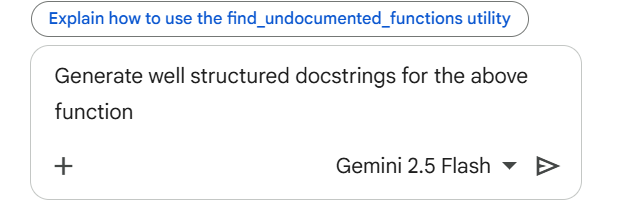 Explain how to use the find_undocumented_functions utility
Generate well structured docstrings for the above
function
Gemini 2.5 Flash